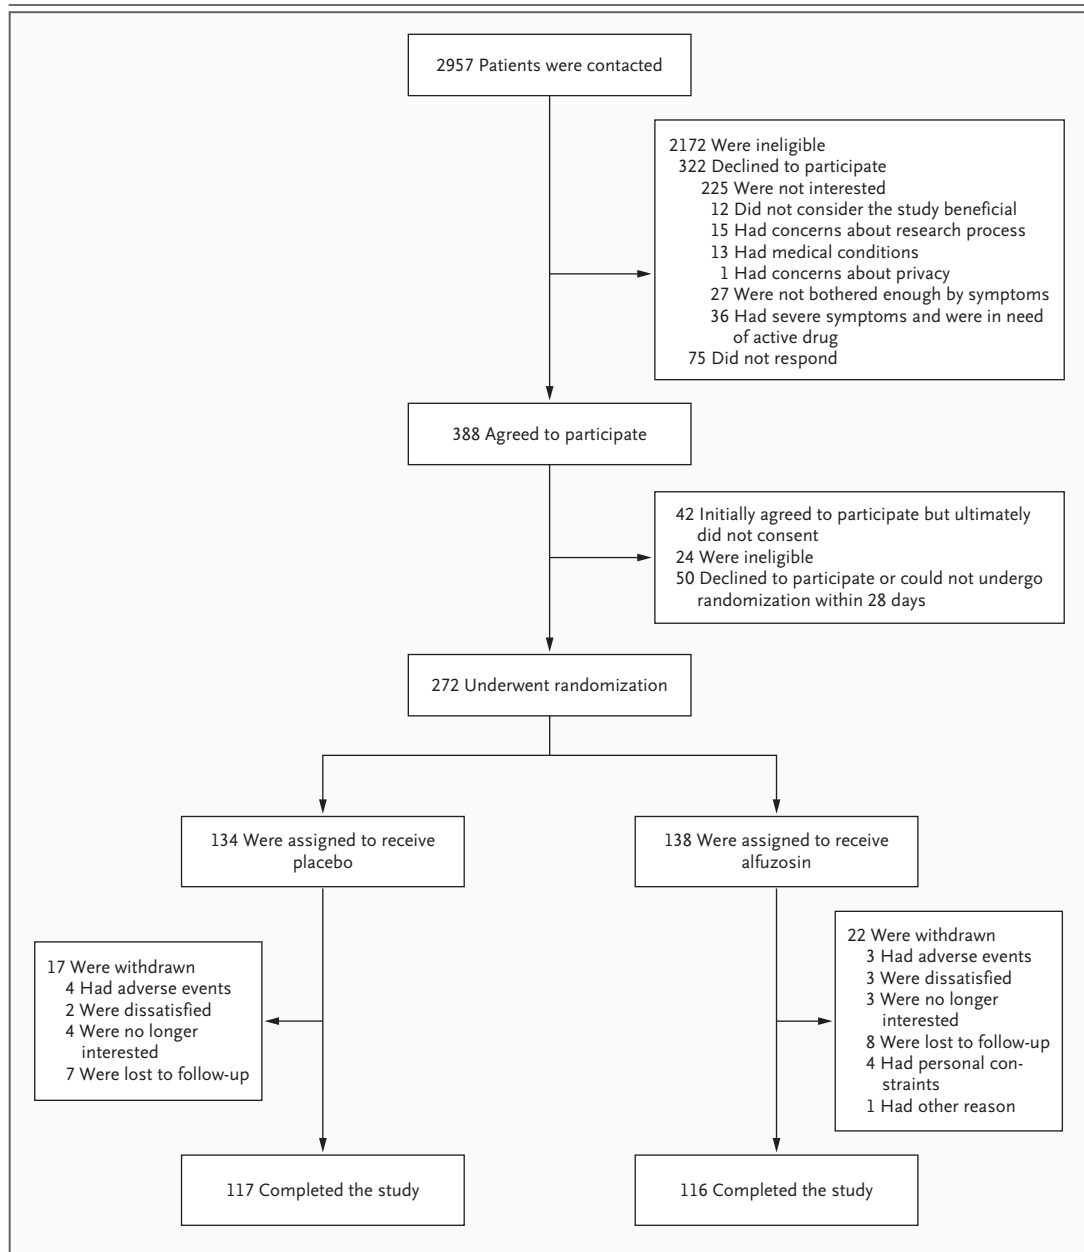 2957 Patients were contacted
2172 Were ineligible
322 Declined to participate
225 Were not interested
12 Did not consider the study beneficial
15 Had concerns about research process
13 Had medical conditions
1 Had concerns about privacy
27 Were not bothered enough by symptoms
36 Had severe symptoms and were in need
of active drug
75 Did not respond
388 Agreed to participate
42 Initially agreed to participate but ultimately
did not consent
24 Were ineligible
50 Declined to participate or could not undergo
randomization within 28 days
272 Underwent randomization
134 Were assigned to receive
placebo
138 Were assigned to receive
alfuzosin
17 Were withdrawn
4 Had adverse events
2 Were dissatisfied
4 Were no longer
interested
7 Were lost to follow-up
22 Were withdrawn
3 Had adverse events
3 Were dissatisfied
3 Were no longer
interested
8 Were lost to follow-up
4 Had personal con-
straints
1 Had other reason
117 Completed the study
116 Completed the study